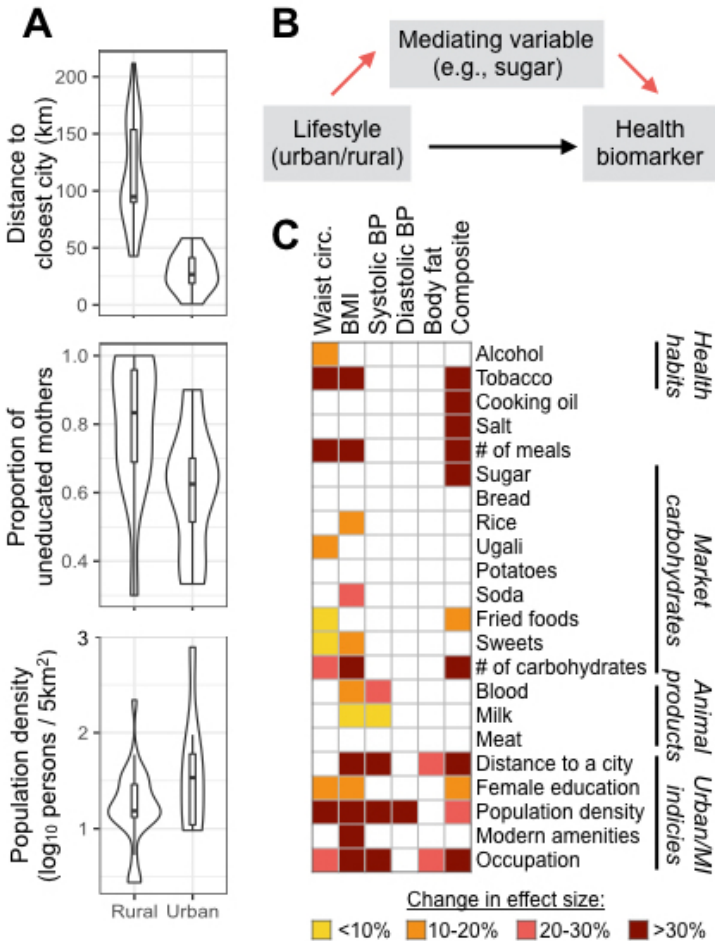 A
Distance to
closest city (km)
200
150
100
50
0
Proportion of
uneducated mothers
1.0
0.8
0.6
0.4
Population density
(log₁₀ persons / 5km²)
3
2
1
Rural Urban
B
Mediating variable
(e.g., sugar)
Lifestyle
(urban/rural)
Health
biomarker
C
Waist circ.
BMI
Systolic BP
Diastolic BP
Body fat
Composite
Alcohol
Tobacco
Cooking oil
Salt
# of meals
Sugar
Bread
Rice
Ugali
Potatoes
Soda
Fried foods
Sweets
# of carbohydrates
Blood
Milk
Meat
Distance to a city
Female education
Population density
Modern amenities
Occupation
Health
habits
Market
carbohydrates
Animal
products
Urban/MI
indicies
Change in effect size:
<10% 10-20% 20-30% >30%